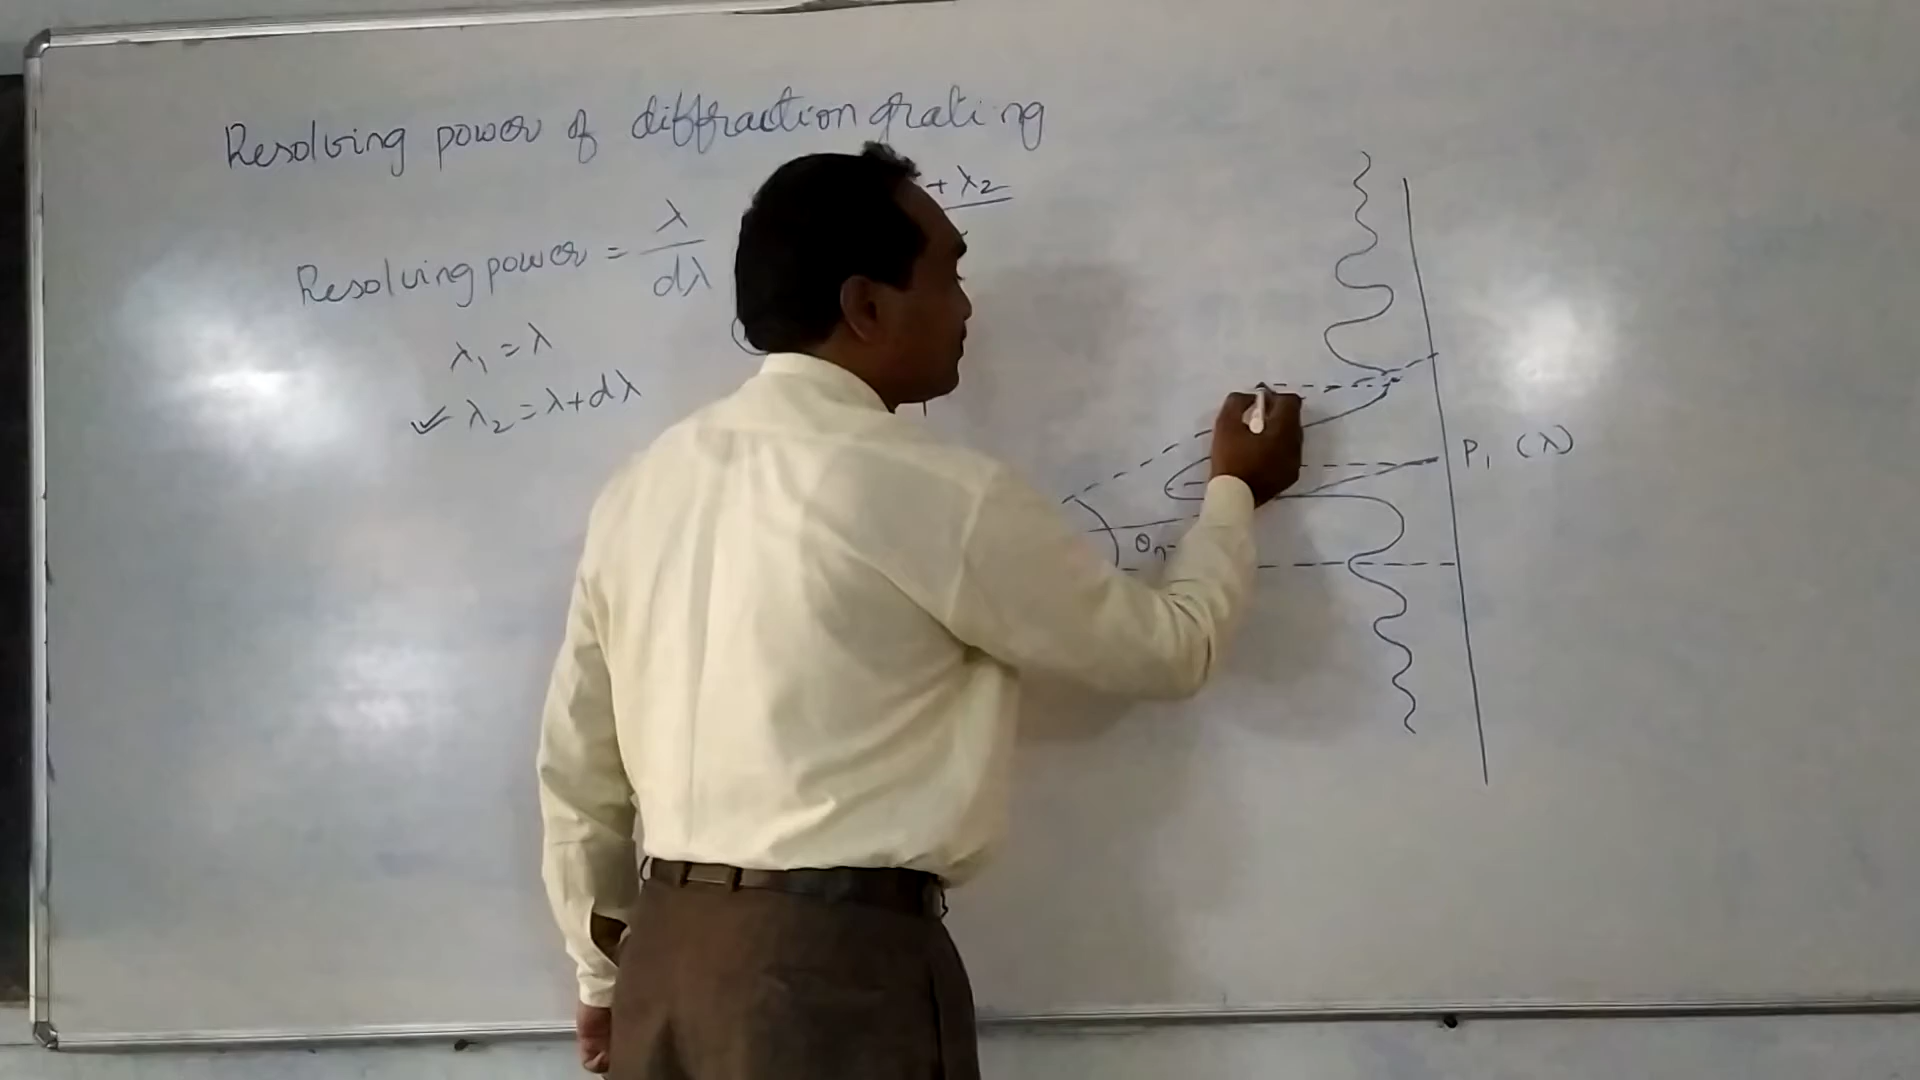 Resolving power of diffraction grating
+ λ₂
Resolving power = λ/dλ
λ₁ = λ
✓ λ₂ = λ + dλ
P₁ (λ)
θₙ